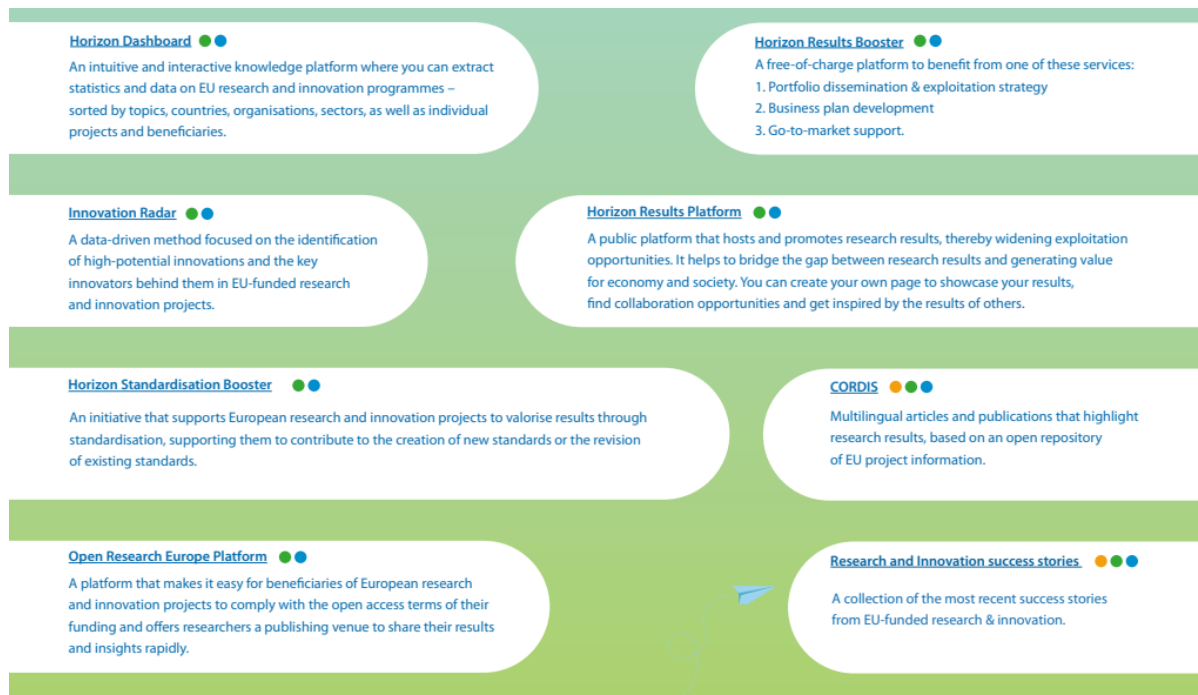 Horizon Dashboard
An intuitive and interactive knowledge platform where you can extract
statistics and data on EU research and innovation programmes –
sorted by topics, countries, organisations, sectors, as well as individual
projects and beneficiaries.
Horizon Results Booster
A free-of-charge platform to benefit from one of these services:
1. Portfolio dissemination & exploitation strategy
2. Business plan development
3. Go-to-market support.
Innovation Radar
A data-driven method focused on the identification
of high-potential innovations and the key
innovators behind them in EU-funded research
and innovation projects.
Horizon Results Platform
A public platform that hosts and promotes research results, thereby widening exploitation
opportunities. It helps to bridge the gap between research results and generating value
for economy and society. You can create your own page to showcase your results,
find collaboration opportunities and get inspired by the results of others.
Horizon Standardisation Booster
An initiative that supports European research and innovation projects to valorise results through
standardisation, supporting them to contribute to the creation of new standards or the revision
of existing standards.
CORDIS
Multilingual articles and publications that highlight
research results, based on an open repository
of EU project information.
Open Research Europe Platform
A platform that makes it easy for beneficiaries of European research
and innovation projects to comply with the open access terms of their
funding and offers researchers a publishing venue to share their results
and insights rapidly.
Research and Innovation success stories
A collection of the most recent success stories
from EU-funded research & innovation.